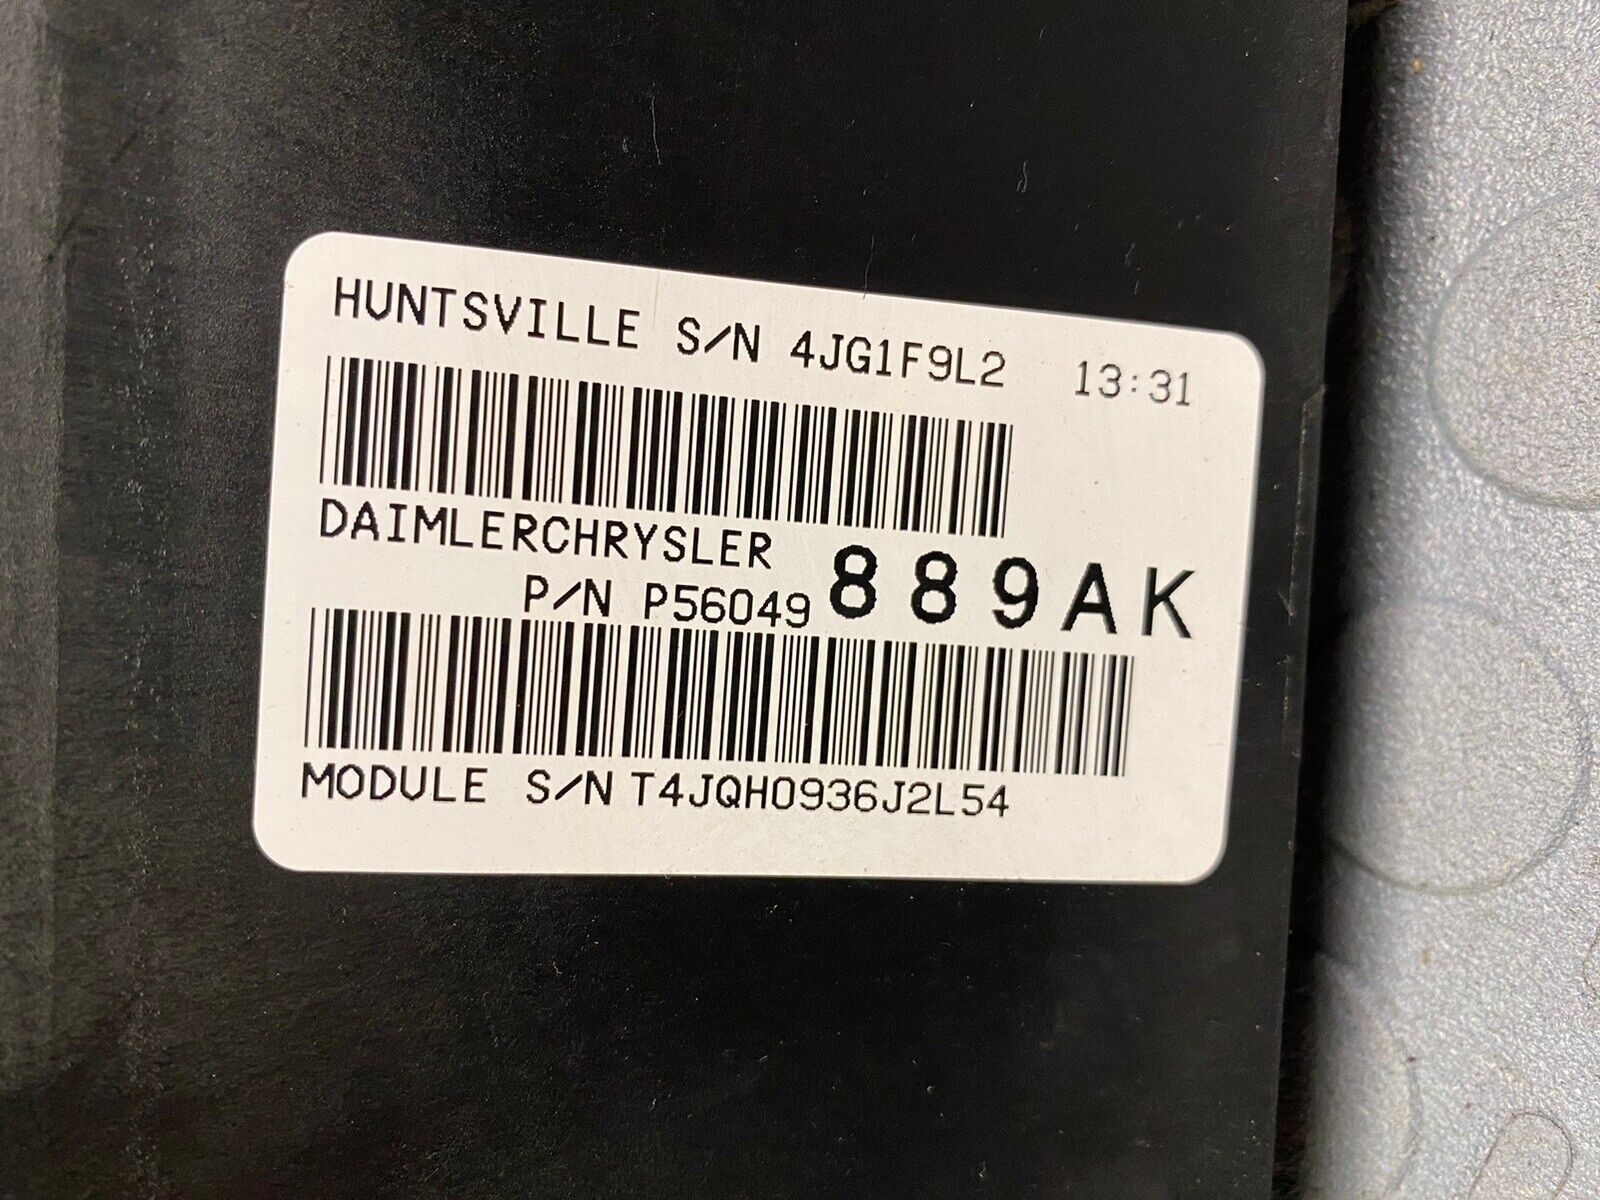 HUNTSVILLE S/N 4JG1F9L2 13:31
DAIMLERCHRYSLER
P/N P56049 889AK
MODULE S/N T4JQH0936J2L54